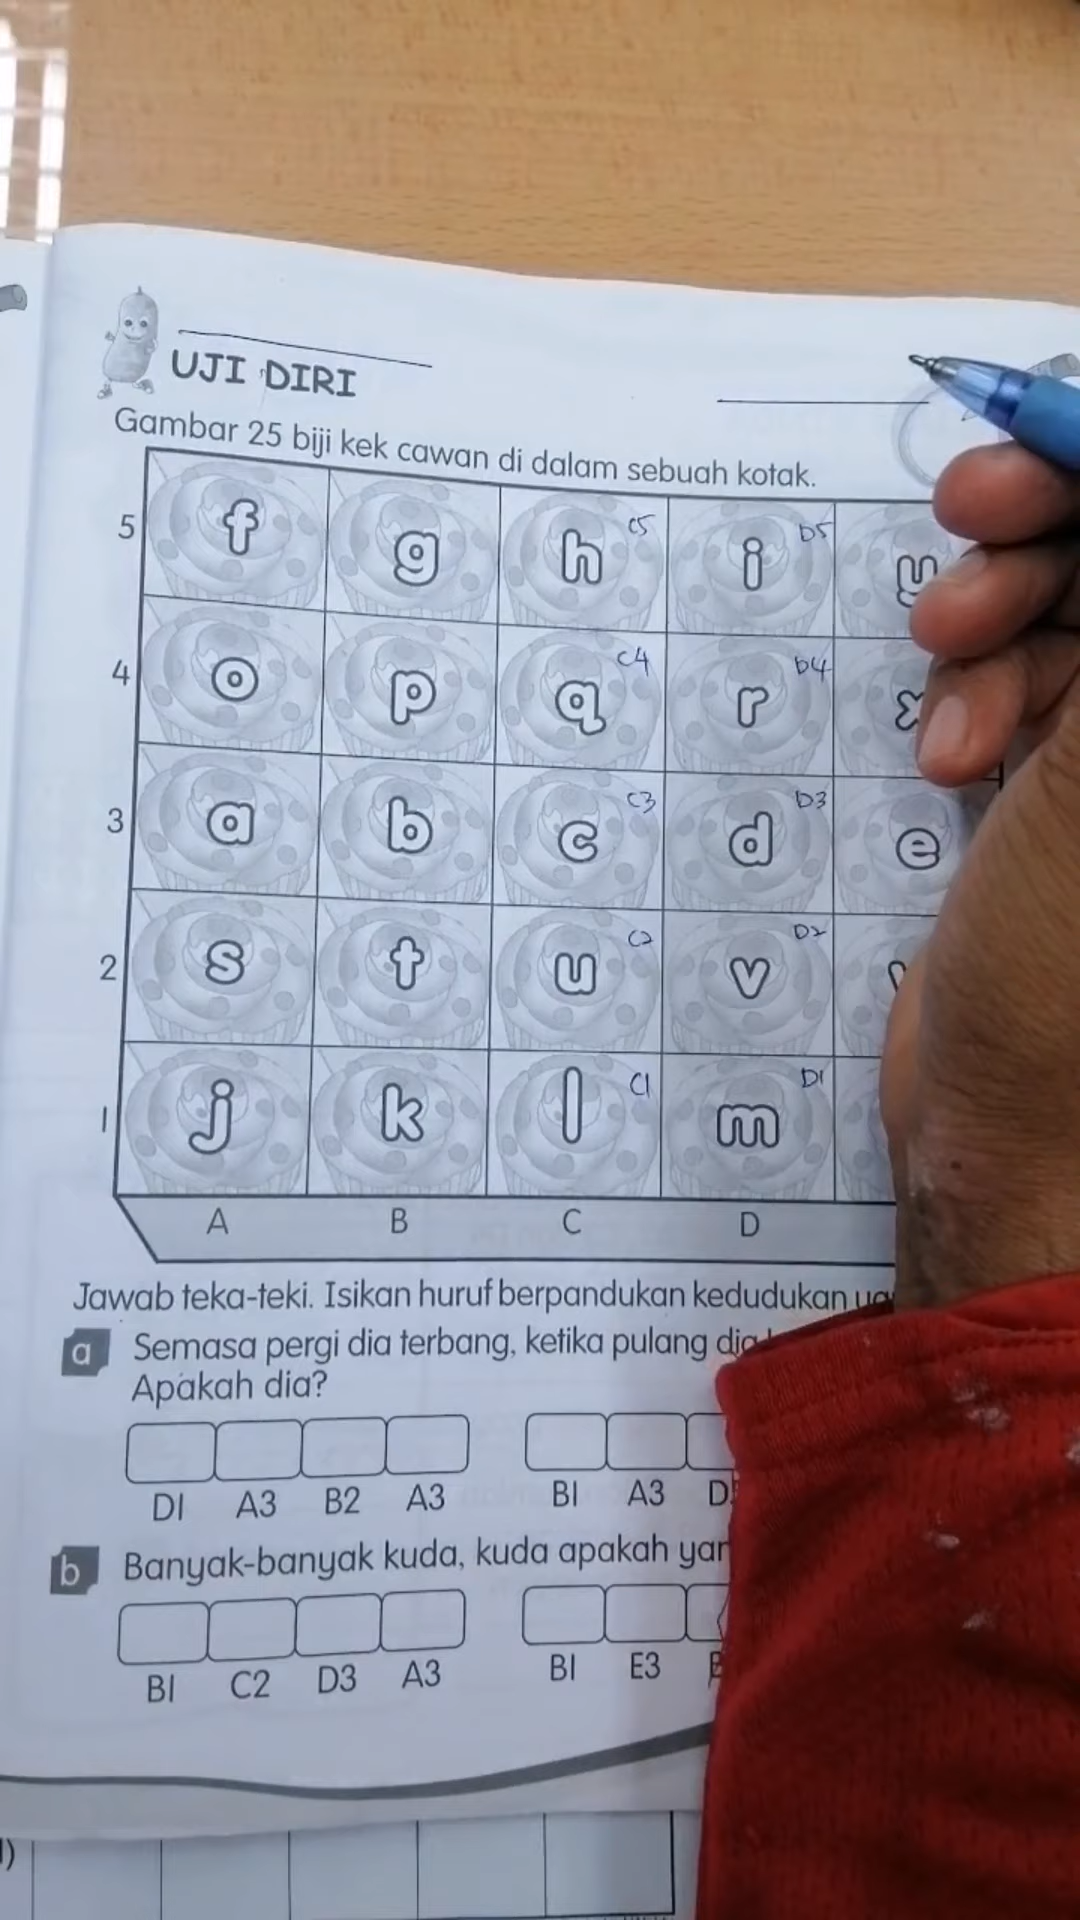 UJI DIRI
Gambar 25 biji kek cawan di dalam sebuah kotak.
5 f g h C5 i D5 y
4 o p q C4 r D4 x
3 a b c C3 d D3 e
2 s t u C2 v D2
1 j k l C1 m D1
A B C D
Jawab teka-teki. Isikan huruf berpandukan kedudukan
a Semasa pergi dia terbang, ketika pulang dia
Apakah dia?
D1 A3 B2 A3 B1 A3 D
b Banyak-banyak kuda, kuda apakah
B1 C2 D3 A3 B1 E3